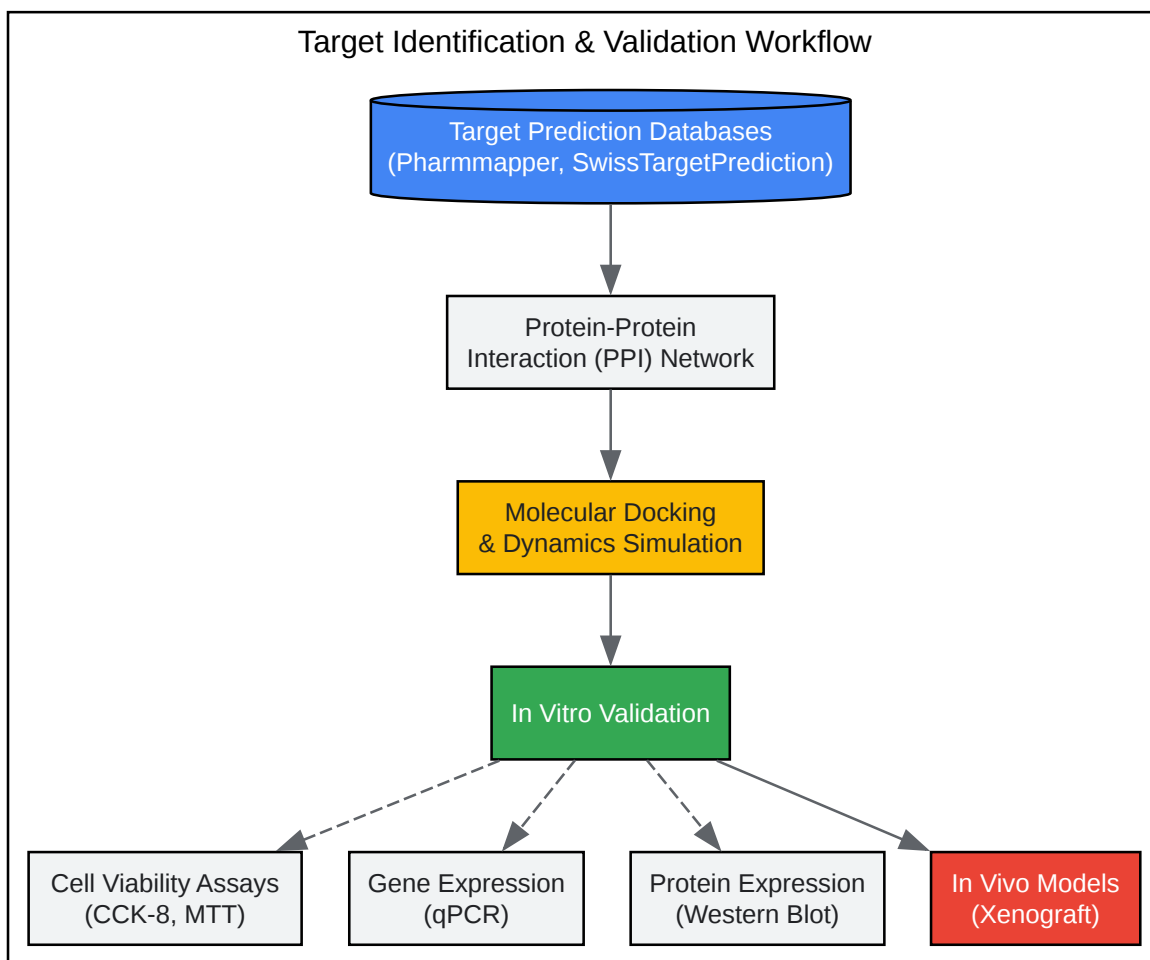 Target Identification & Validation Workflow
Target Prediction Databases
(Pharmmapper, SwissTargetPrediction)
Protein-Protein
Interaction (PPI) Network
Molecular Docking
& Dynamics Simulation
In Vitro Validation
Cell Viability Assays
(CCK-8, MTT)
Gene Expression
(qPCR)
Protein Expression
(Western Blot)
In Vivo Models
(Xenograft)